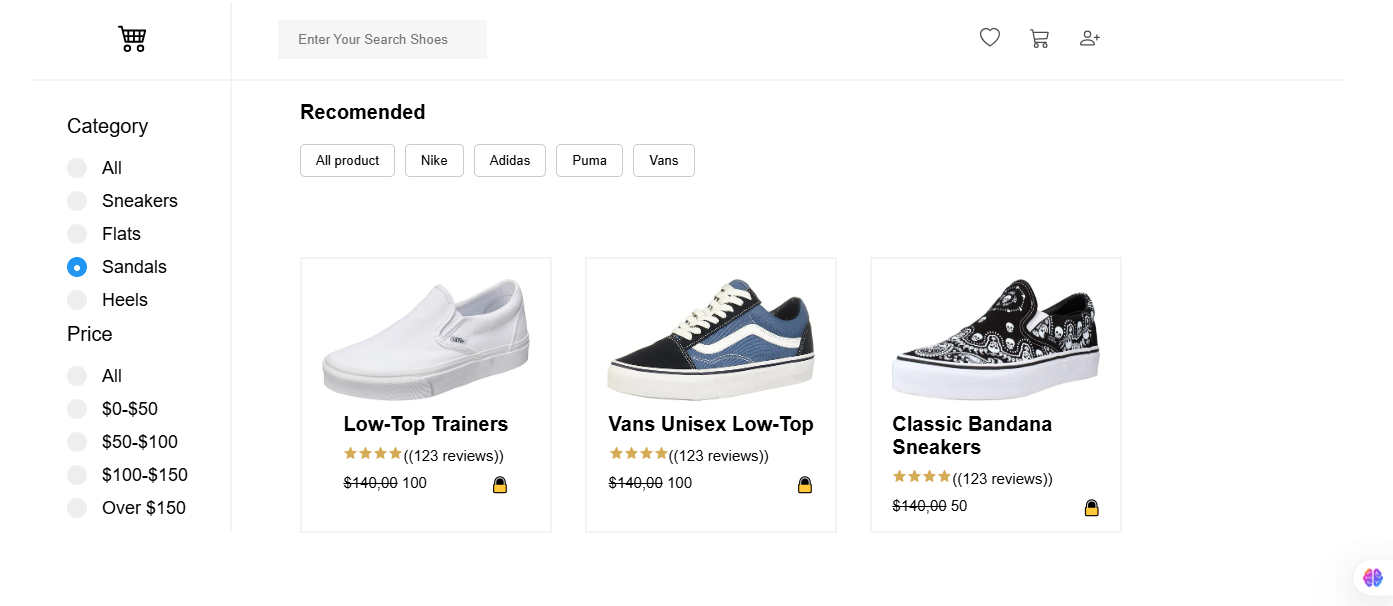 Enter Your Search Shoes
Category
All
Sneakers
Flats
Sandals
Heels
Price
All
$0-$50
$50-$100
$100-$150
Over $150
Recomended
All product
Nike
Adidas
Puma
Vans
Low-Top Trainers
((123 reviews))
$140,00 100
Vans Unisex Low-Top
((123 reviews))
$140,00 100
Classic Bandana
Sneakers
((123 reviews))
$140,00 50